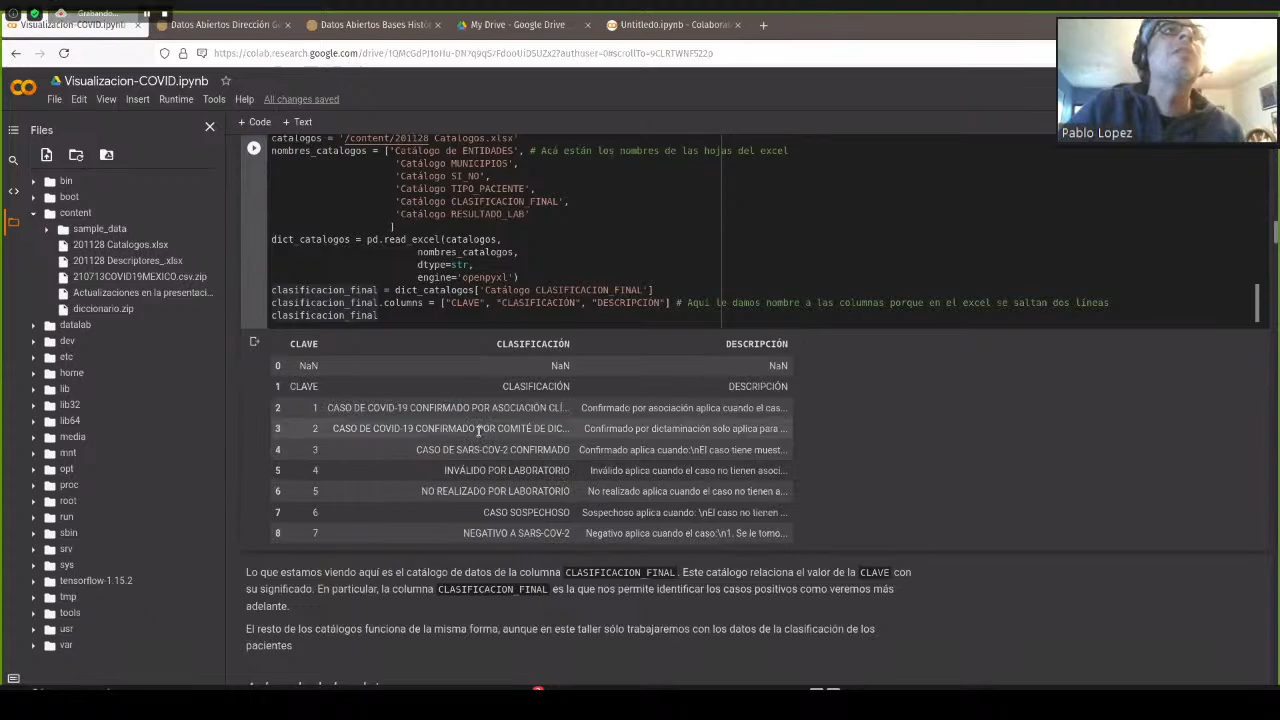 Grabando...
Visualizacion-COVID.ipynb
Datos Abiertos Dirección G
Datos Abiertos Bases Hist
My Drive - Google Drive
Untitled0.ipynb - Colabora
Pablo Lopez
Visualizacion-COVID.ipynb
File Edit View Insert Runtime Tools Help All changes saved
+ Code + Text
Files
bin
boot
content
sample_data
201128 Catalogos.xlsx
201128 Descriptores_.xlsx
210713COVID19MEXICO.csv.zip
Actualizaciones en la presentaci...
diccionario.zip
datalab
dev
etc
home
lib
lib32
lib64
media
mnt
opt
proc
root
run
sbin
srv
sys
tensorflow-1.15.2
tmp
tools
usr
var
catalogos = '/content/201128 Catalogos.xlsx'
nombres_catalogos = ['Catálogo de ENTIDADES', # Acá están los nombres de las hojas del excel
'Catálogo MUNICIPIOS',
'Catálogo SI_NO',
'Catálogo TIPO_PACIENTE',
'Catálogo CLASIFICACION_FINAL',
'Catálogo RESULTADO_LAB'
]
dict_catalogos = pd.read_excel(catalogos,
nombres_catalogos,
dtype=str,
engine='openpyxl')
clasificacion_final = dict_catalogos['Catálogo CLASIFICACION_FINAL']
clasificacion_final.columns = ["CLAVE", "CLASIFICACIÓN", "DESCRIPCIÓN"] # Aquí le damos nombre a las columnas porque en el excel se saltan dos líneas
clasificacion_final
CLAVE CLASIFICACIÓN DESCRIPCIÓN
0 NaN NaN NaN
1 CLAVE CLASIFICACIÓN DESCRIPCIÓN
2 1 CASO DE COVID-19 CONFIRMADO POR ASOCIACIÓN CLÍ... Confirmado por asociación aplica cuando el cas...
3 2 CASO DE COVID-19 CONFIRMADO POR COMITÉ DE DIC... Confirmado por dictaminación solo aplica para ...
4 3 CASO DE SARS-COV-2 CONFIRMADO Confirmado aplica cuando:\nEl caso tiene muest...
5 4 INVÁLIDO POR LABORATORIO Inválido aplica cuando el caso no tienen asoci...
6 5 NO REALIZADO POR LABORATORIO No realizado aplica cuando el caso no tienen a...
7 6 CASO SOSPECHOSO Sospechoso aplica cuando: \nEl caso no tienen ...
8 7 NEGATIVO A SARS-COV-2 Negativo aplica cuando el caso:\n1. Se le tomo...
Lo que estamos viendo aquí es el catálogo de datos de la columna CLASIFICACION_FINAL. Este catálogo relaciona el valor de la CLAVE con
su significado. En particular, la columna CLASIFICACION_FINAL es la que nos permite identificar los casos positivos como veremos más
adelante.
El resto de los catálogos funciona de la misma forma, aunque en este taller sólo trabajaremos con los datos de la clasificación de los
pacientes